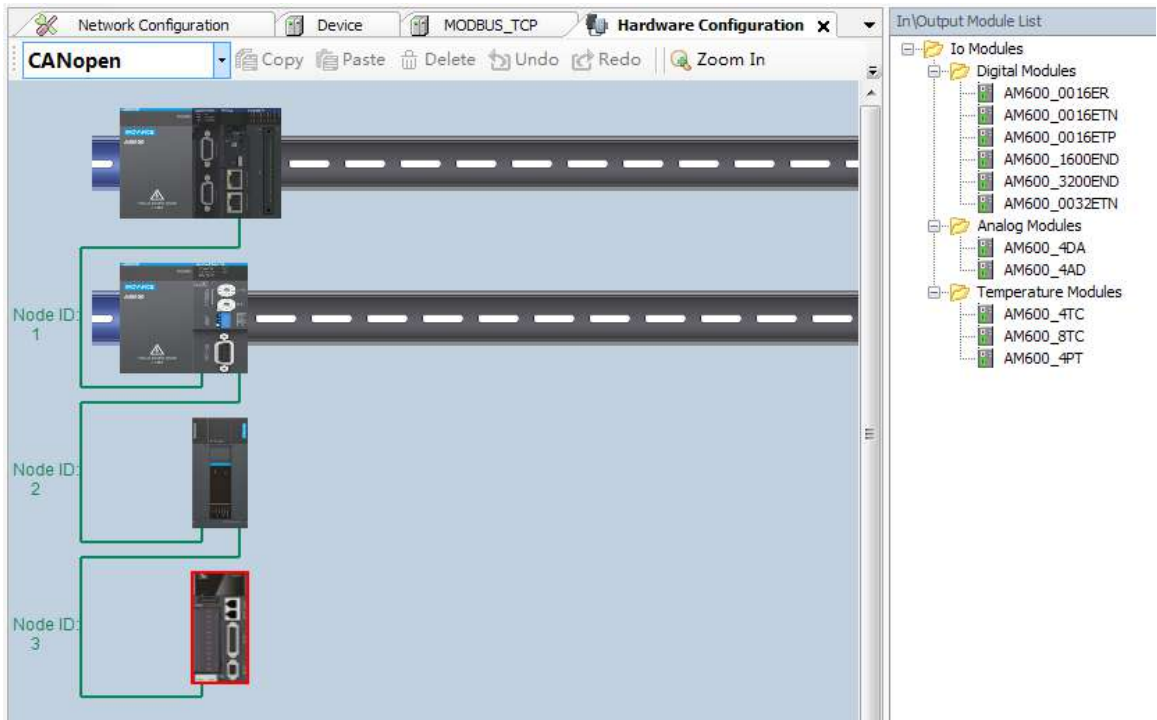 Network Configuration
Device
MODBUS_TCP
Hardware Configuration X
CANopen
Copy
Paste
Delete
Undo
Redo
Zoom In
Node ID:
1
Node ID:
2
Node ID:
3
In\Output Module List
Io Modules
Digital Modules
AM600_0016ER
AM600_0016ETN
AM600_0016ETP
AM600_1600END
AM600_3200END
AM600_0032ETN
Analog Modules
AM600_4DA
AM600_4AD
Temperature Modules
AM600_4TC
AM600_8TC
AM600_4PT